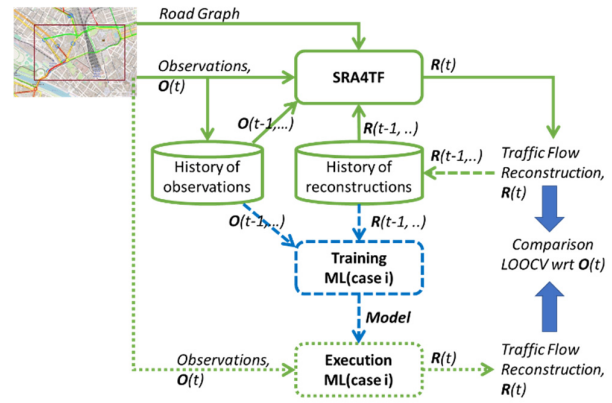 Road Graph
Observations,
O(t)
SRA4TF
R(t)
O(t-1,...)
R(t-1, ..)
History of
observations
History of
reconstructions
R(t-1,..)
Traffic Flow
Reconstruction,
R(t)
O(t-1,...)
R(t-1, ..)
Comparison
LOOCV wrt O(t)
Training
ML(case i)
Model
Observations,
O(t)
Execution
ML(case i)
R(t)
Traffic Flow
Reconstruction,
R(t)